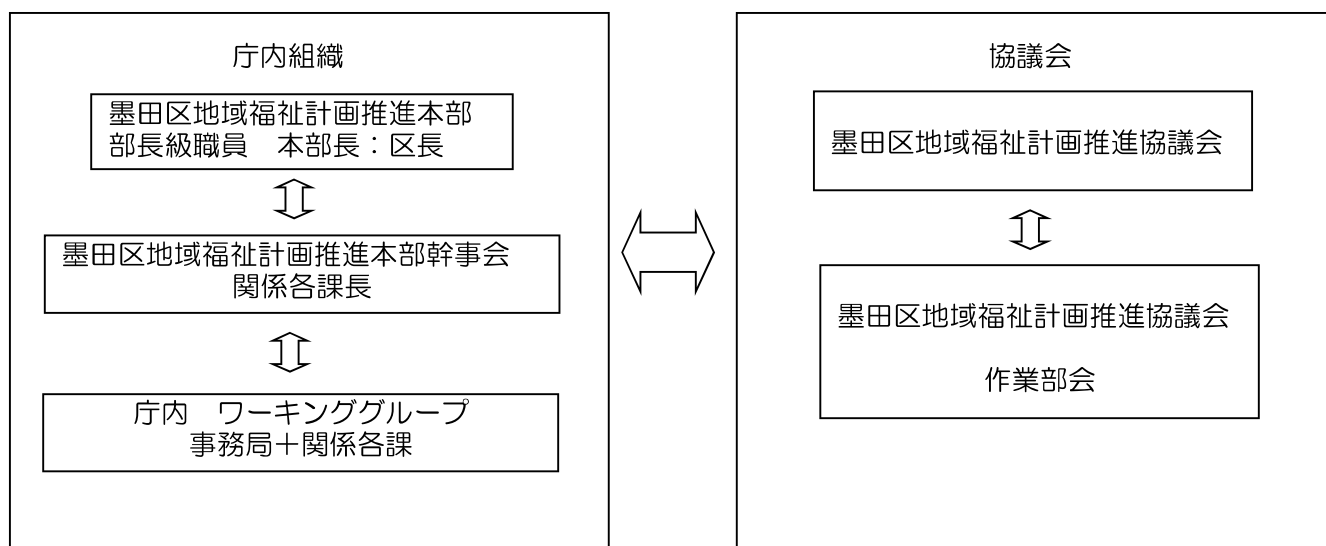 庁内組織
墨田区地域福祉計画推進本部
部長級職員　本部長：区長
墨田区地域福祉計画推進本部幹事会
関係各課長
庁内　ワーキンググループ
事務局＋関係各課
協議会
墨田区地域福祉計画推進協議会
墨田区地域福祉計画推進協議会
作業部会